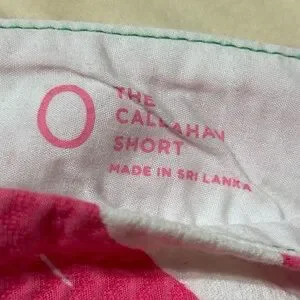 0
THE
CALLAHAN
SHORT
MADE IN SRI LANKA